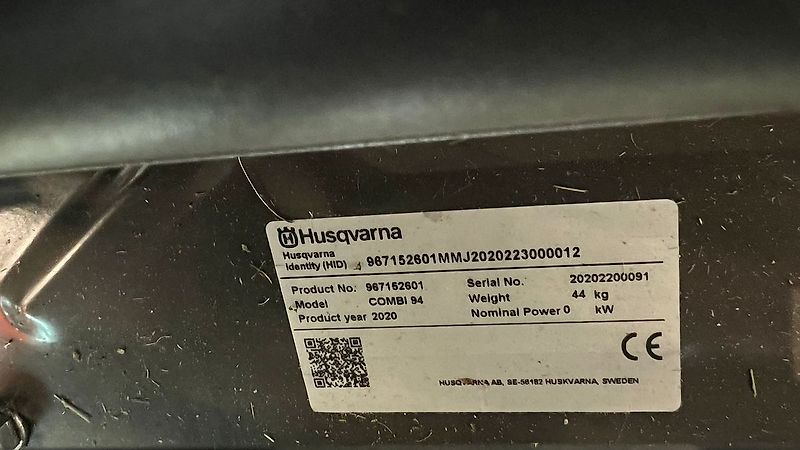 Husqvarna
Husqvarna
Identity (HID) 967152601MMJ2020223000012
Product No. 967152601 Serial No. 20202200091
Model COMBI 94 Weight 44 kg
Product year 2020 Nominal Power 0 kW
CE
HUSQVARNA AB, SE-56182 HUSKVARNA, SWEDEN